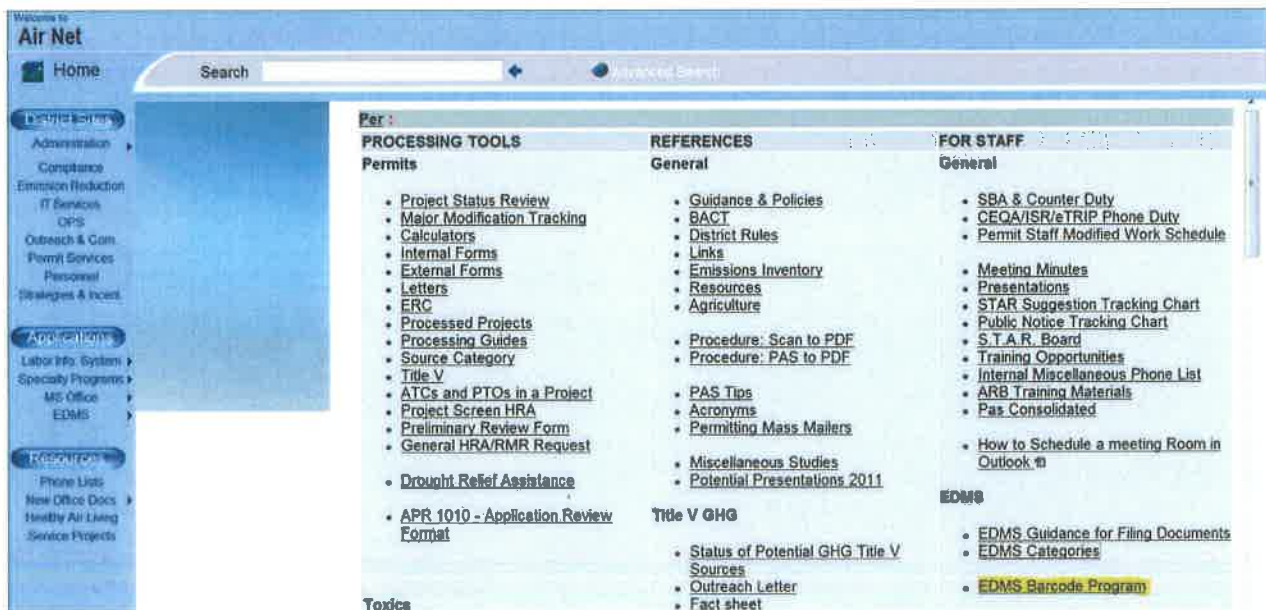 Welcome to
Air Net
Home
Search
Advanced Search
Administration
Compliance
Emission Reduction
IT Services
OPS
Outreach & Com.
Permit Services
Personnel
Strategies & Incent.
Applications
Labor Info. System
Specialty Programs
MS Office
EDMS
Resources
Phone Lists
New Office Docs
Healthy Air Living
Service Projects
Per :
PROCESSING TOOLS
Permits
Project Status Review
Major Modification Tracking
Calculators
Internal Forms
External Forms
Letters
ERC
Processed Projects
Processing Guides
Source Category
Title V
ATCs and PTOs in a Project
Project Screen HRA
Preliminary Review Form
General HRA/RMR Request
Drought Relief Assistance
APR 1010 - Application Review
Format
Toxics
REFERENCES
General
Guidance & Policies
BACT
District Rules
Links
Emissions Inventory
Resources
Agriculture
Procedure: Scan to PDF
Procedure: PAS to PDF
PAS Tips
Acronyms
Permitting Mass Mailers
Miscellaneous Studies
Potential Presentations 2011
Title V GHG
Status of Potential GHG Title V
Sources
Outreach Letter
Fact sheet
FOR STAFF
General
SBA & Counter Duty
CEQA/ISR/eTRIP Phone Duty
Permit Staff Modified Work Schedule
Meeting Minutes
Presentations
STAR Suggestion Tracking Chart
Public Notice Tracking Chart
S.T.A.R. Board
Training Opportunities
Internal Miscellaneous Phone List
ARB Training Materials
Pas Consolidated
How to Schedule a meeting Room in
Outlook
EDMS
EDMS Guidance for Filing Documents
EDMS Categories
EDMS Barcode Program